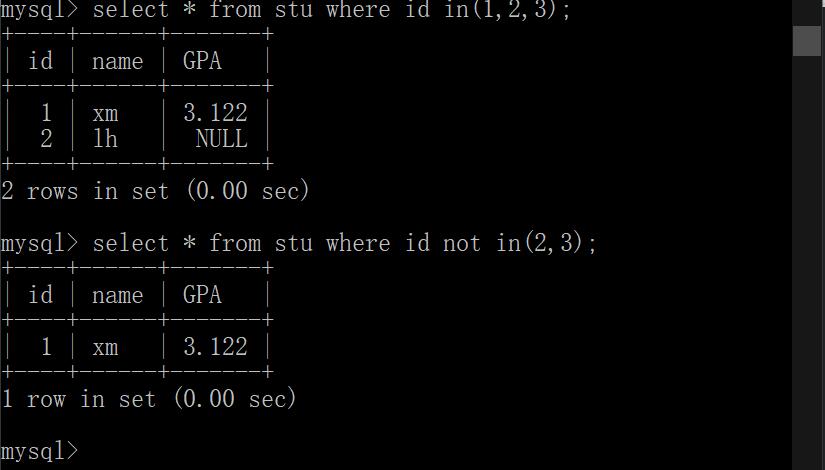 mysql> select * from stu where id in(1,2,3);
+----+------+-------+
| id | name | GPA   |
+----+------+-------+
|  1 | xm   | 3.122 |
|  2 | lh   |  NULL |
+----+------+-------+
2 rows in set (0.00 sec)
mysql> select * from stu where id not in(2,3);
+----+------+-------+
| id | name | GPA   |
+----+------+-------+
|  1 | xm   | 3.122 |
+----+------+-------+
1 row in set (0.00 sec)
mysql>